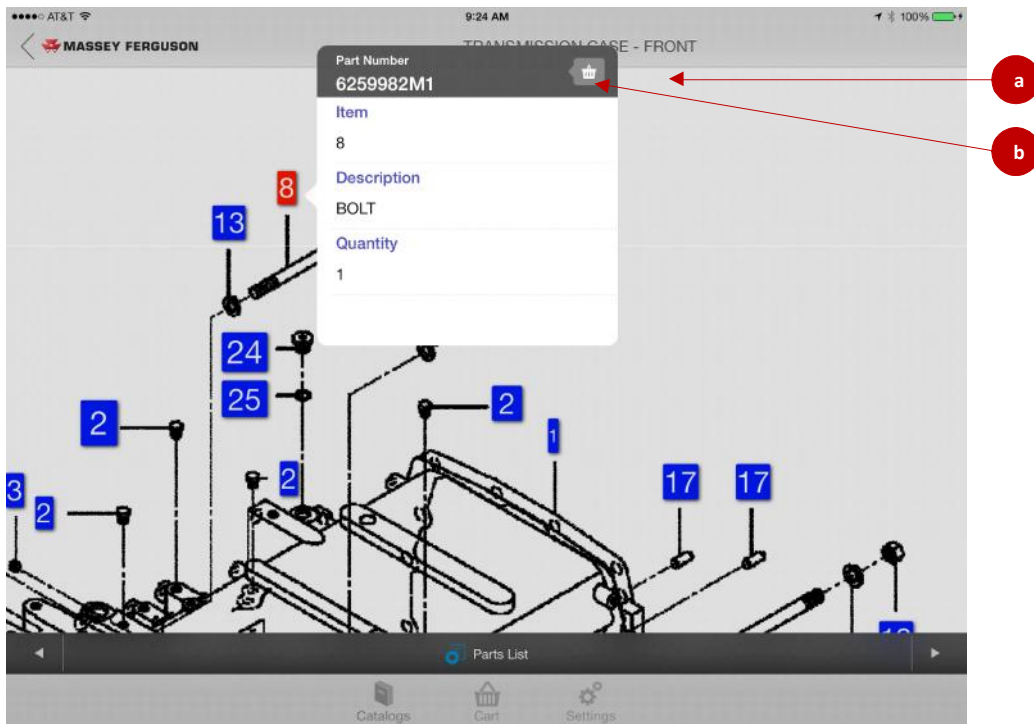 AT&T
9:24 AM
100%
MASSEY FERGUSON
TRANSMISSION CASE - FRONT
Part Number
6259982M1
Item
8
Description
BOLT
Quantity
1
a
b
8
13
24
25
2
2
1
2
17
17
3
2
Parts List
Catalogs
Cart
Settings